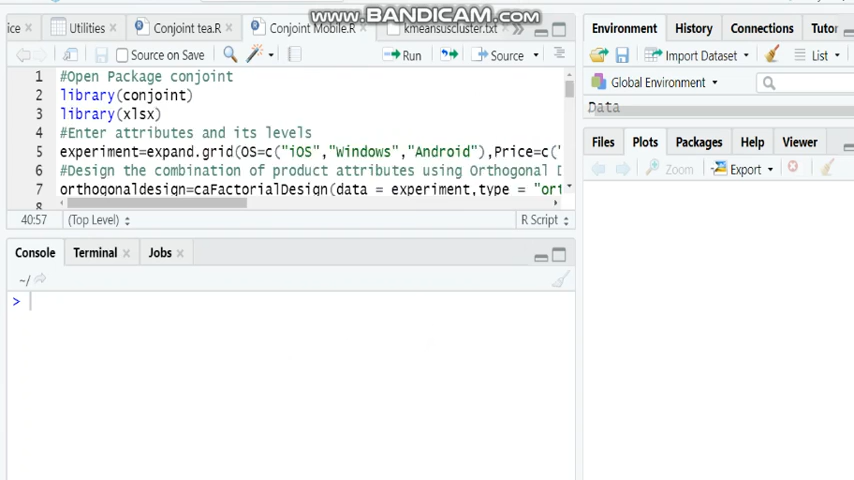 www.BANDICAM.com
ice Utilities Conjoint tea.R Conjoint Mobile.R kmeansuscluster.txt
Source on Save Run Source
1 #Open Package conjoint
2 library(conjoint)
3 library(xlsx)
4 #Enter attributes and its levels
5 experiment=expand.grid(OS=c("iOS","Windows","Android"),Price=c('
6 #Design the combination of product attributes using Orthogonal D
7 orthogonaldesign=caFactorialDesign(data = experiment,type = "ort
8
40:57 (Top Level) R Script
Console Terminal Jobs
~/
>
Environment History Connections Tutor
Import Dataset List
Global Environment
Data
Files Plots Packages Help Viewer
Zoom Export